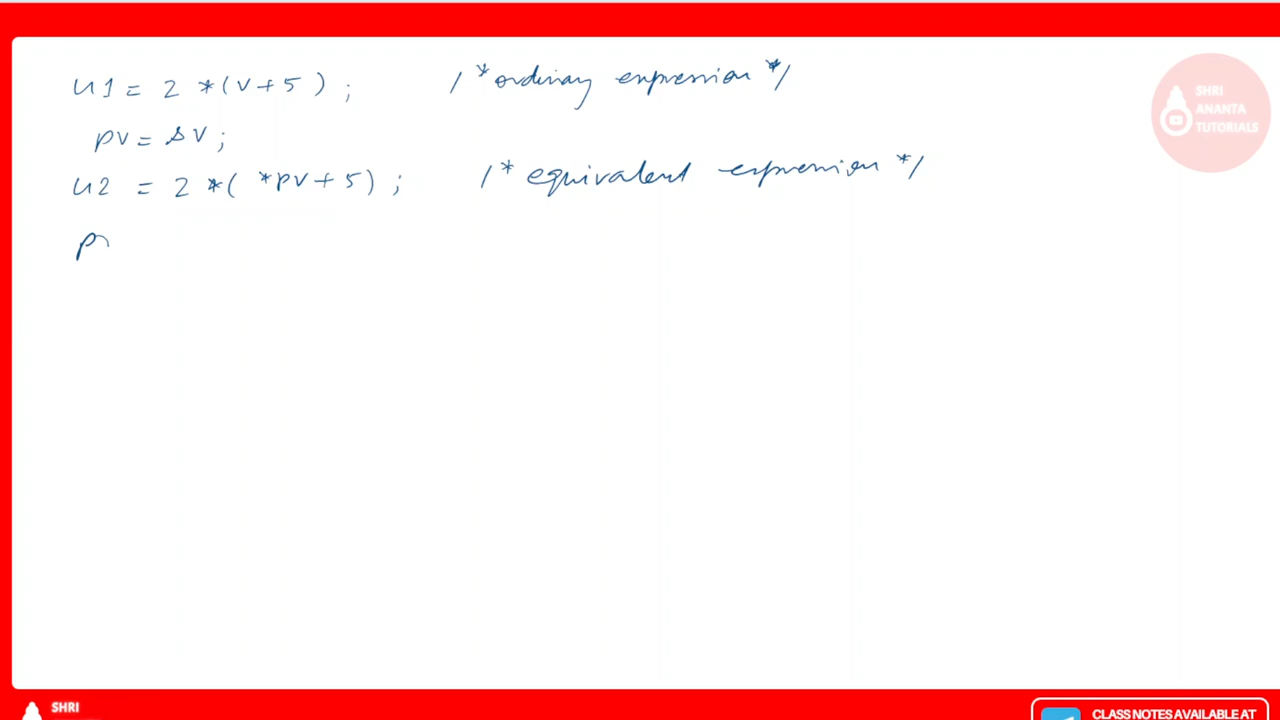 u1 = 2 *(v+5) ; /* ordinary expression */
pv = &v ;
u2 = 2 *( *pv + 5) ; /* equivalent expression */
p
SHRI
ANANTA
TUTORIALS
SHRI
CLASS NOTES AVAILABLE AT